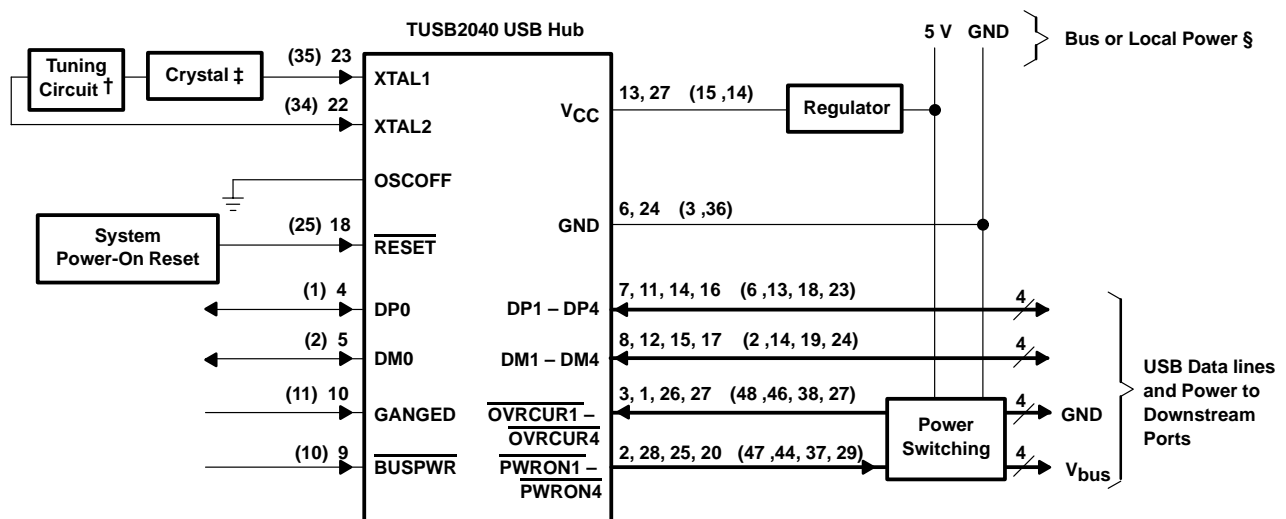 TUSB2040 USB Hub
5 V GND
Bus or Local Power §
Tuning
Circuit †
Crystal ‡
(35) 23
XTAL1
(34) 22
XTAL2
OSCOFF
System
Power-On Reset
(25) 18
RESET
(1) 4
DP0
(2) 5
DM0
(11) 10
GANGED
(10) 9
BUSPWR
VCC
13, 27 (15 ,14)
Regulator
GND
6, 24 (3 ,36)
DP1 – DP4
7, 11, 14, 16 (6 ,13, 18, 23)
4
DM1 – DM4
8, 12, 15, 17 (2 ,14, 19, 24)
4
OVRCUR1 –
OVRCUR4
3, 1, 26, 27 (48 ,46, 38, 27)
PWRON1 –
PWRON4
2, 28, 25, 20 (47 ,44, 37, 29)
Power
Switching
4
GND
4
Vbus
USB Data lines
and Power to
Downstream
Ports